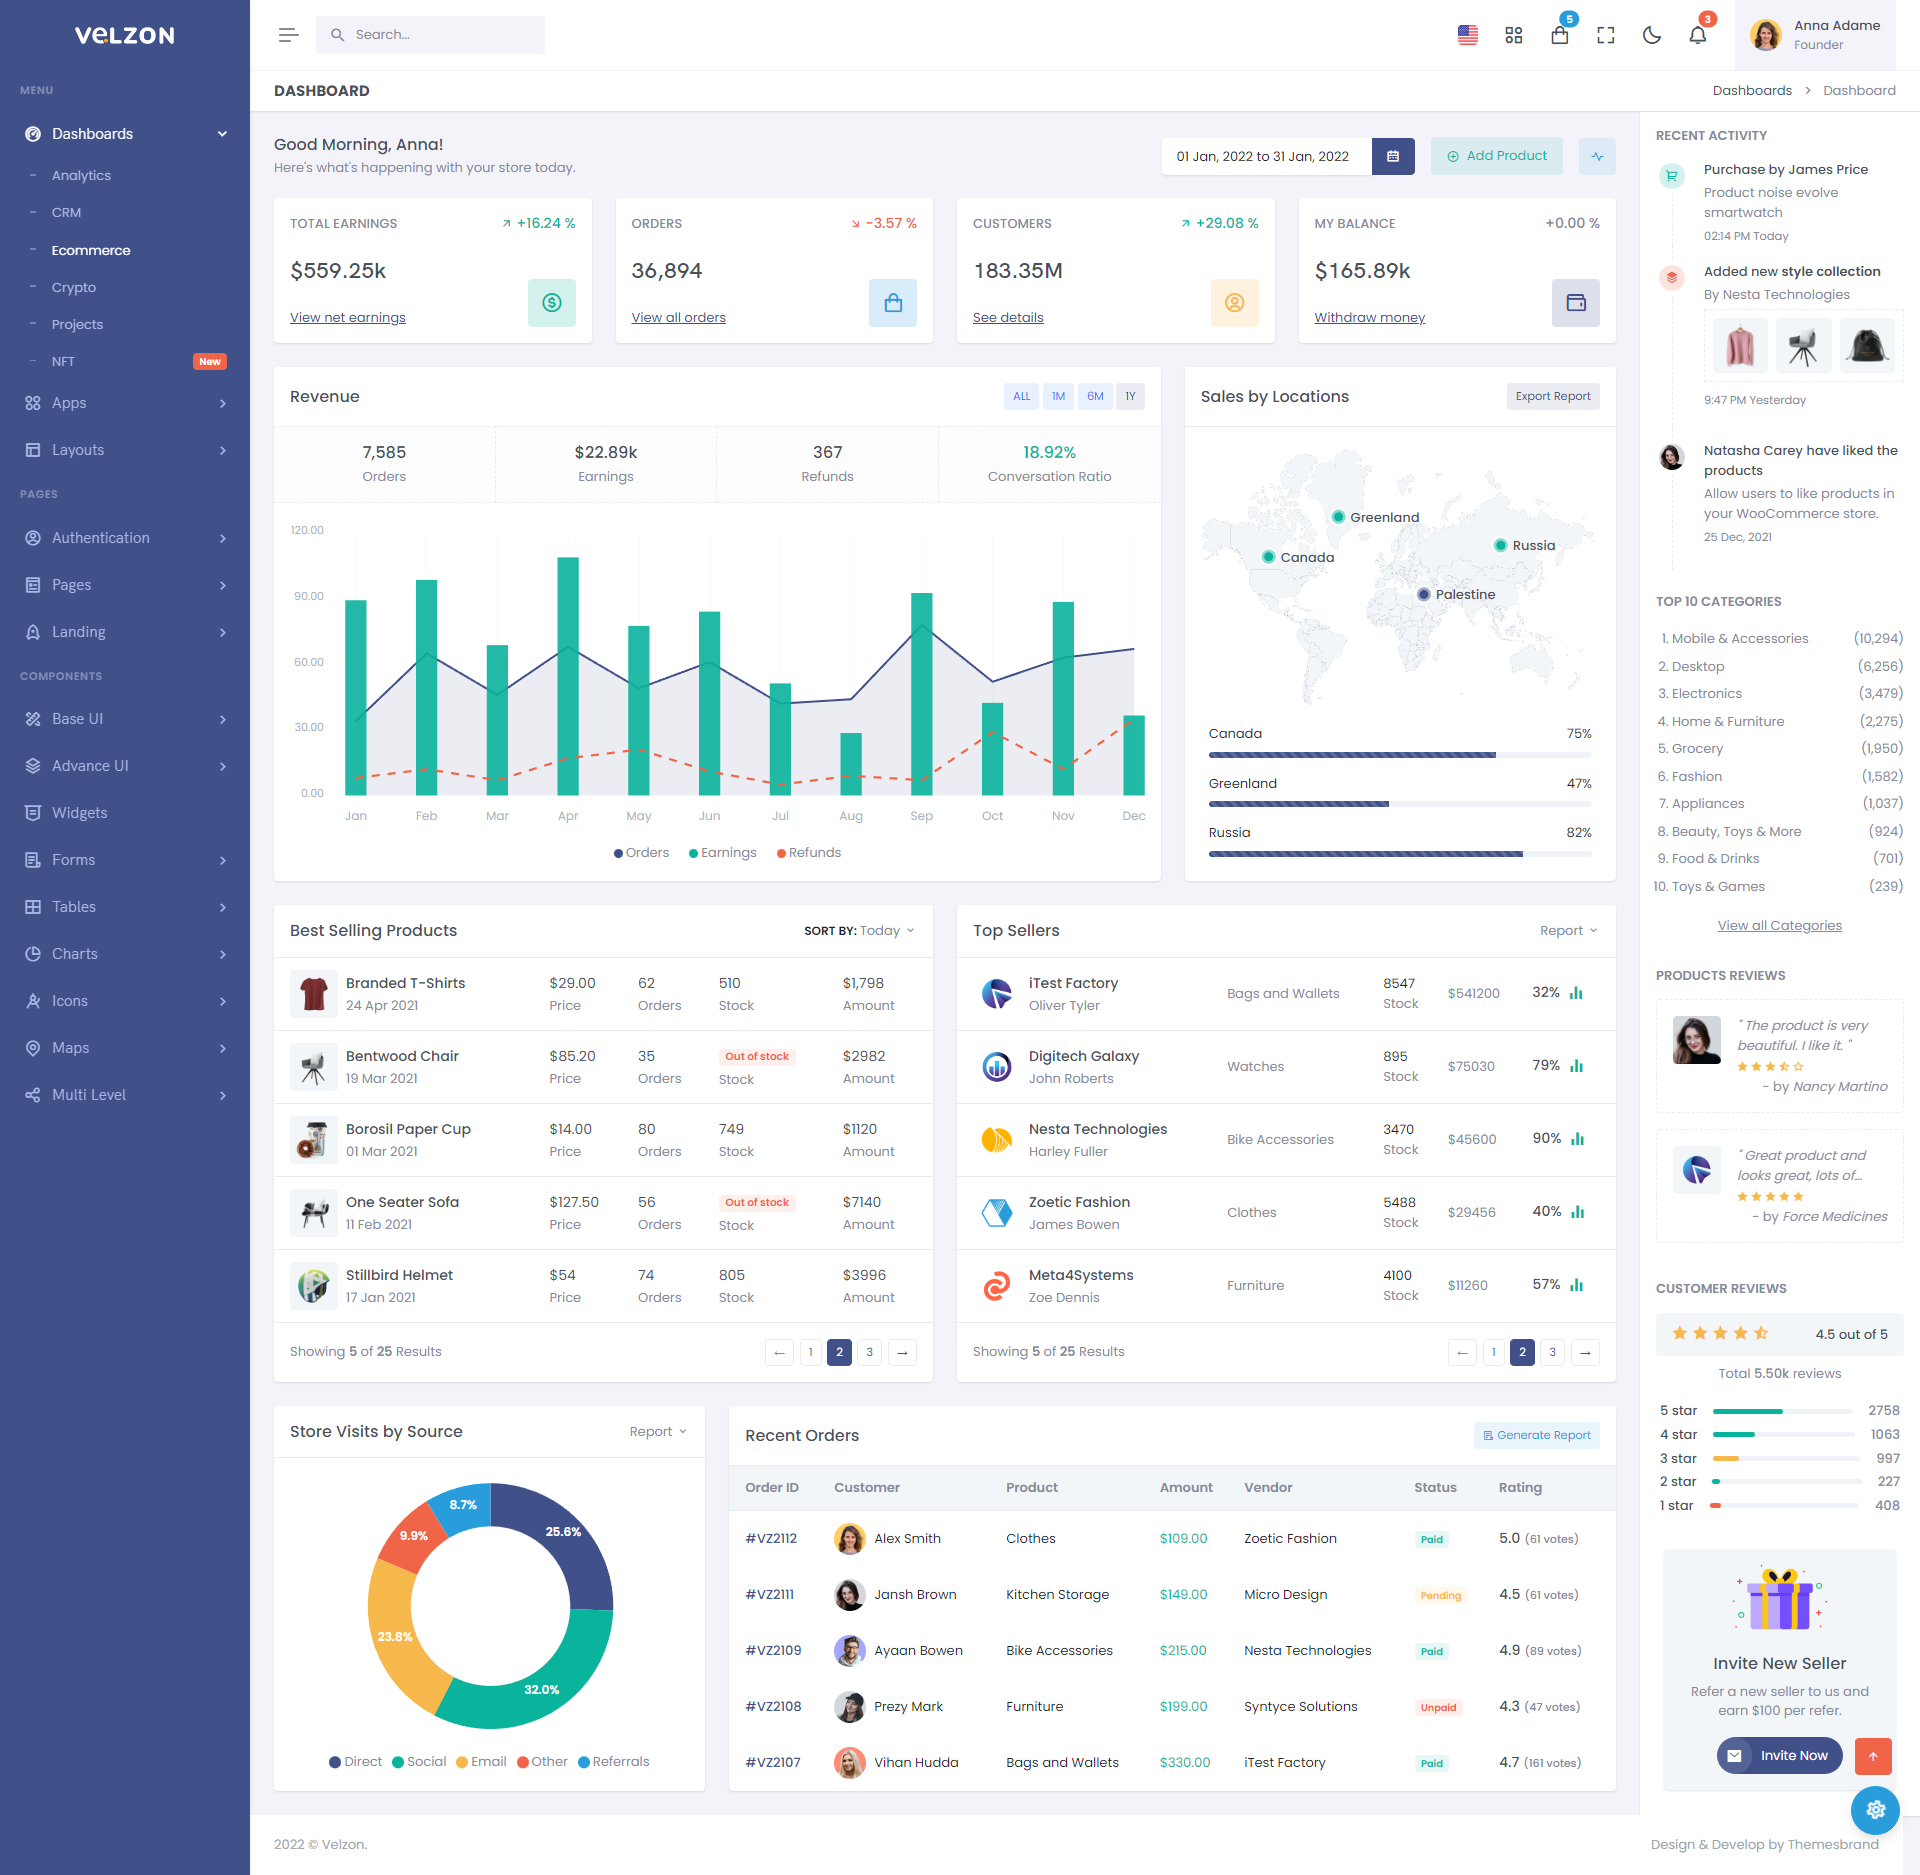 VELZON
MENU
Dashboards
Analytics
CRM
Ecommerce
Crypto
Projects
NFT New
Apps
Layouts
PAGES
Authentication
Pages
Landing
COMPONENTS
Base UI
Advance UI
Widgets
Forms
Tables
Charts
Icons
Maps
Multi Level
Search...
5
3
Anna Adame
Founder
DASHBOARD
Dashboards > Dashboard
Good Morning, Anna!
Here's what's happening with your store today.
01 Jan, 2022 to 31 Jan, 2022
Add Product
TOTAL EARNINGS +16.24 %
$559.25k
View net earnings
ORDERS -3.57 %
36,894
View all orders
CUSTOMERS +29.08 %
183.35M
See details
MY BALANCE +0.00 %
$165.89k
Withdraw money
Revenue
ALL 1M 6M 1Y
7,585
Orders
$22.89k
Earnings
367
Refunds
18.92%
Conversation Ratio
120.00
90.00
60.00
30.00
0.00
Jan Feb Mar Apr May Jun Jul Aug Sep Oct Nov Dec
Orders Earnings Refunds
Sales by Locations
Export Report
Greenland
Canada
Russia
Palestine
Canada 75%
Greenland 47%
Russia 82%
Best Selling Products
SORT BY: Today
Branded T-Shirts $29.00 62 510 $1,798
24 Apr 2021 Price Orders Stock Amount
Bentwood Chair $85.20 35 Out of stock $2982
19 Mar 2021 Price Orders Stock Amount
Borosil Paper Cup $14.00 80 749 $1120
01 Mar 2021 Price Orders Stock Amount
One Seater Sofa $127.50 56 Out of stock $7140
11 Feb 2021 Price Orders Stock Amount
Stillbird Helmet $54 74 805 $3996
17 Jan 2021 Price Orders Stock Amount
Showing 5 of 25 Results
← 1 2 3 →
Top Sellers
Report
iTest Factory
Oliver Tyler
Bags and Wallets
8547
Stock
$541200
32%
Digitech Galaxy
John Roberts
Watches
895
Stock
$75030
79%
Nesta Technologies
Harley Fuller
Bike Accessories
3470
Stock
$45600
90%
Zoetic Fashion
James Bowen
Clothes
5488
Stock
$29456
40%
Meta4Systems
Zoe Dennis
Furniture
4100
Stock
$11260
57%
Showing 5 of 25 Results
← 1 2 3 →
Store Visits by Source
Report
8.7%
25.6%
9.9%
23.8%
32.0%
Direct Social Email Other Referrals
Recent Orders
Generate Report
Order ID Customer Product Amount Vendor Status Rating
#VZ2112 Alex Smith Clothes $109.00 Zoetic Fashion Paid 5.0 (61 votes)
#VZ2111 Jansh Brown Kitchen Storage $149.00 Micro Design Pending 4.5 (61 votes)
#VZ2109 Ayaan Bowen Bike Accessories $215.00 Nesta Technologies Paid 4.9 (89 votes)
#VZ2108 Prezy Mark Furniture $199.00 Syntyce Solutions Unpaid 4.3 (47 votes)
#VZ2107 Vihan Hudda Bags and Wallets $330.00 iTest Factory Paid 4.7 (161 votes)
RECENT ACTIVITY
Purchase by James Price
Product noise evolve
smartwatch
02:14 PM Today
Added new style collection
By Nesta Technologies
9:47 PM Yesterday
Natasha Carey have liked the
products
Allow users to like products in
your WooCommerce store.
25 Dec, 2021
TOP 10 CATEGORIES
1. Mobile & Accessories (10,294)
2. Desktop (6,256)
3. Electronics (3,479)
4. Home & Furniture (2,275)
5. Grocery (1,950)
6. Fashion (1,582)
7. Appliances (1,037)
8. Beauty, Toys & More (924)
9. Food & Drinks (701)
10. Toys & Games (239)
View all Categories
PRODUCTS REVIEWS
" The product is very
beautiful. I like it. "
- by Nancy Martino
" Great product and
looks great, lots of...
- by Force Medicines
CUSTOMER REVIEWS
4.5 out of 5
Total 5.50k reviews
5 star 2758
4 star 1063
3 star 997
2 star 227
1 star 408
Invite New Seller
Refer a new seller to us and
earn $100 per refer.
Invite Now
2022 © Velzon.
Design & Develop by Themesbrand